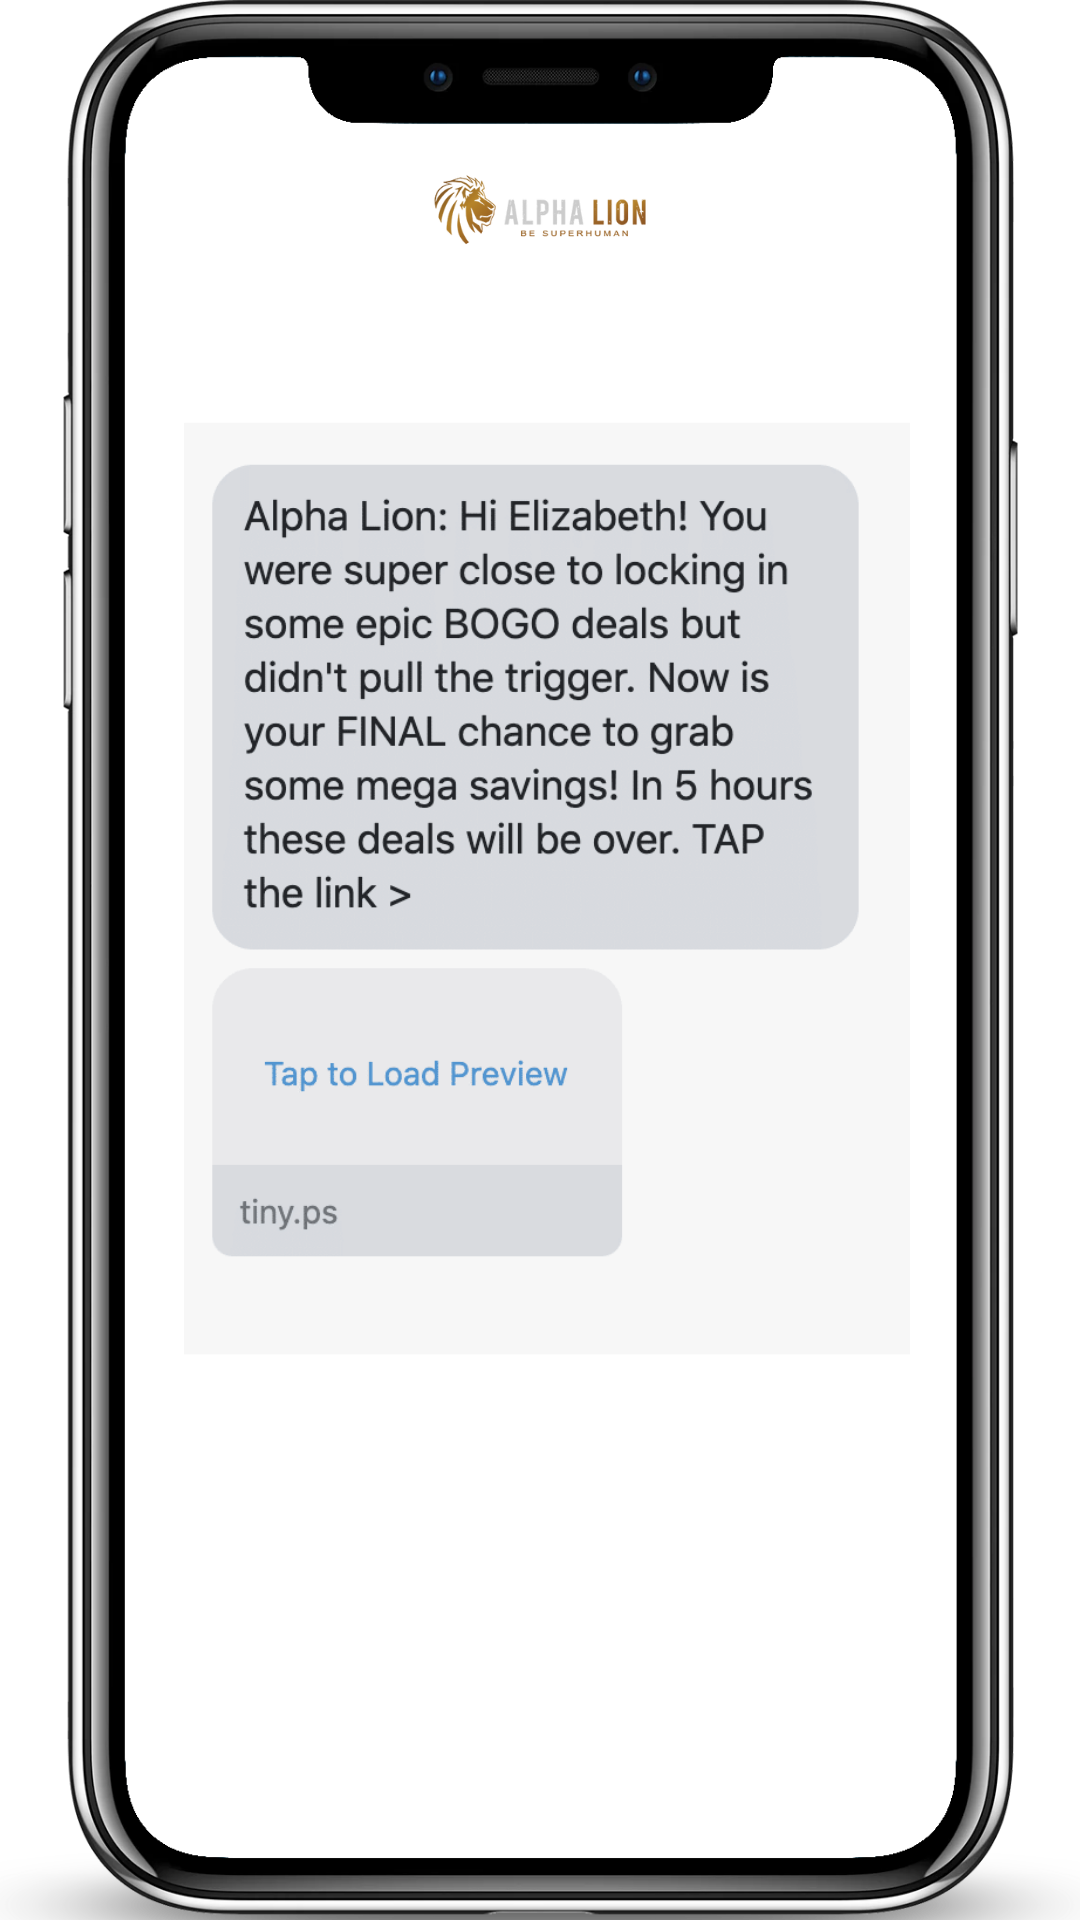 ALPHA LION
BE SUPERHUMAN
Alpha Lion: Hi Elizabeth! You
were super close to locking in
some epic BOGO deals but
didn't pull the trigger. Now is
your FINAL chance to grab
some mega savings! In 5 hours
these deals will be over. TAP
the link >
Tap to Load Preview
tiny.ps